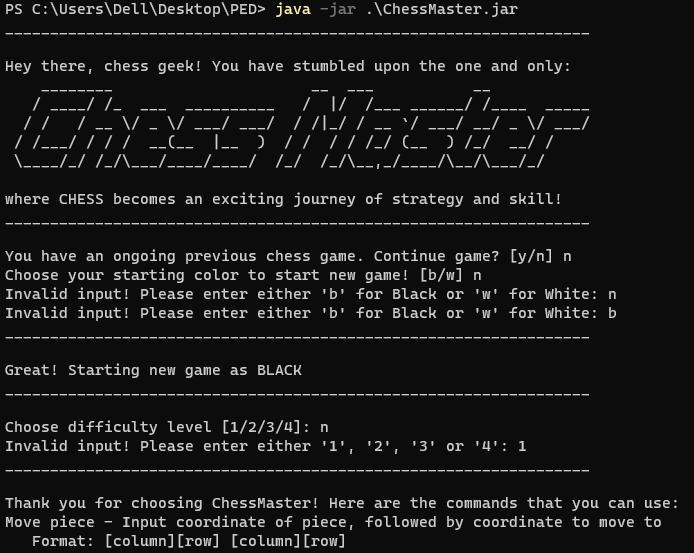 PS C:\Users\Dell\Desktop\PED> java -jar .\ChessMaster.jar
Hey there, chess geek! You have stumbled upon the one and only:
Chess Master
where CHESS becomes an exciting journey of strategy and skill!
You have an ongoing previous chess game. Continue game? [y/n] n
Choose your starting color to start new game! [b/w] n
Invalid input! Please enter either 'b' for Black or 'w' for White: n
Invalid input! Please enter either 'b' for Black or 'w' for White: b
Great! Starting new game as BLACK
Choose difficulty level [1/2/3/4]: n
Invalid input! Please enter either '1', '2', '3' or '4': 1
Thank you for choosing ChessMaster! Here are the commands that you can use:
Move piece - Input coordinate of piece, followed by coordinate to move to
Format: [column][row] [column][row]